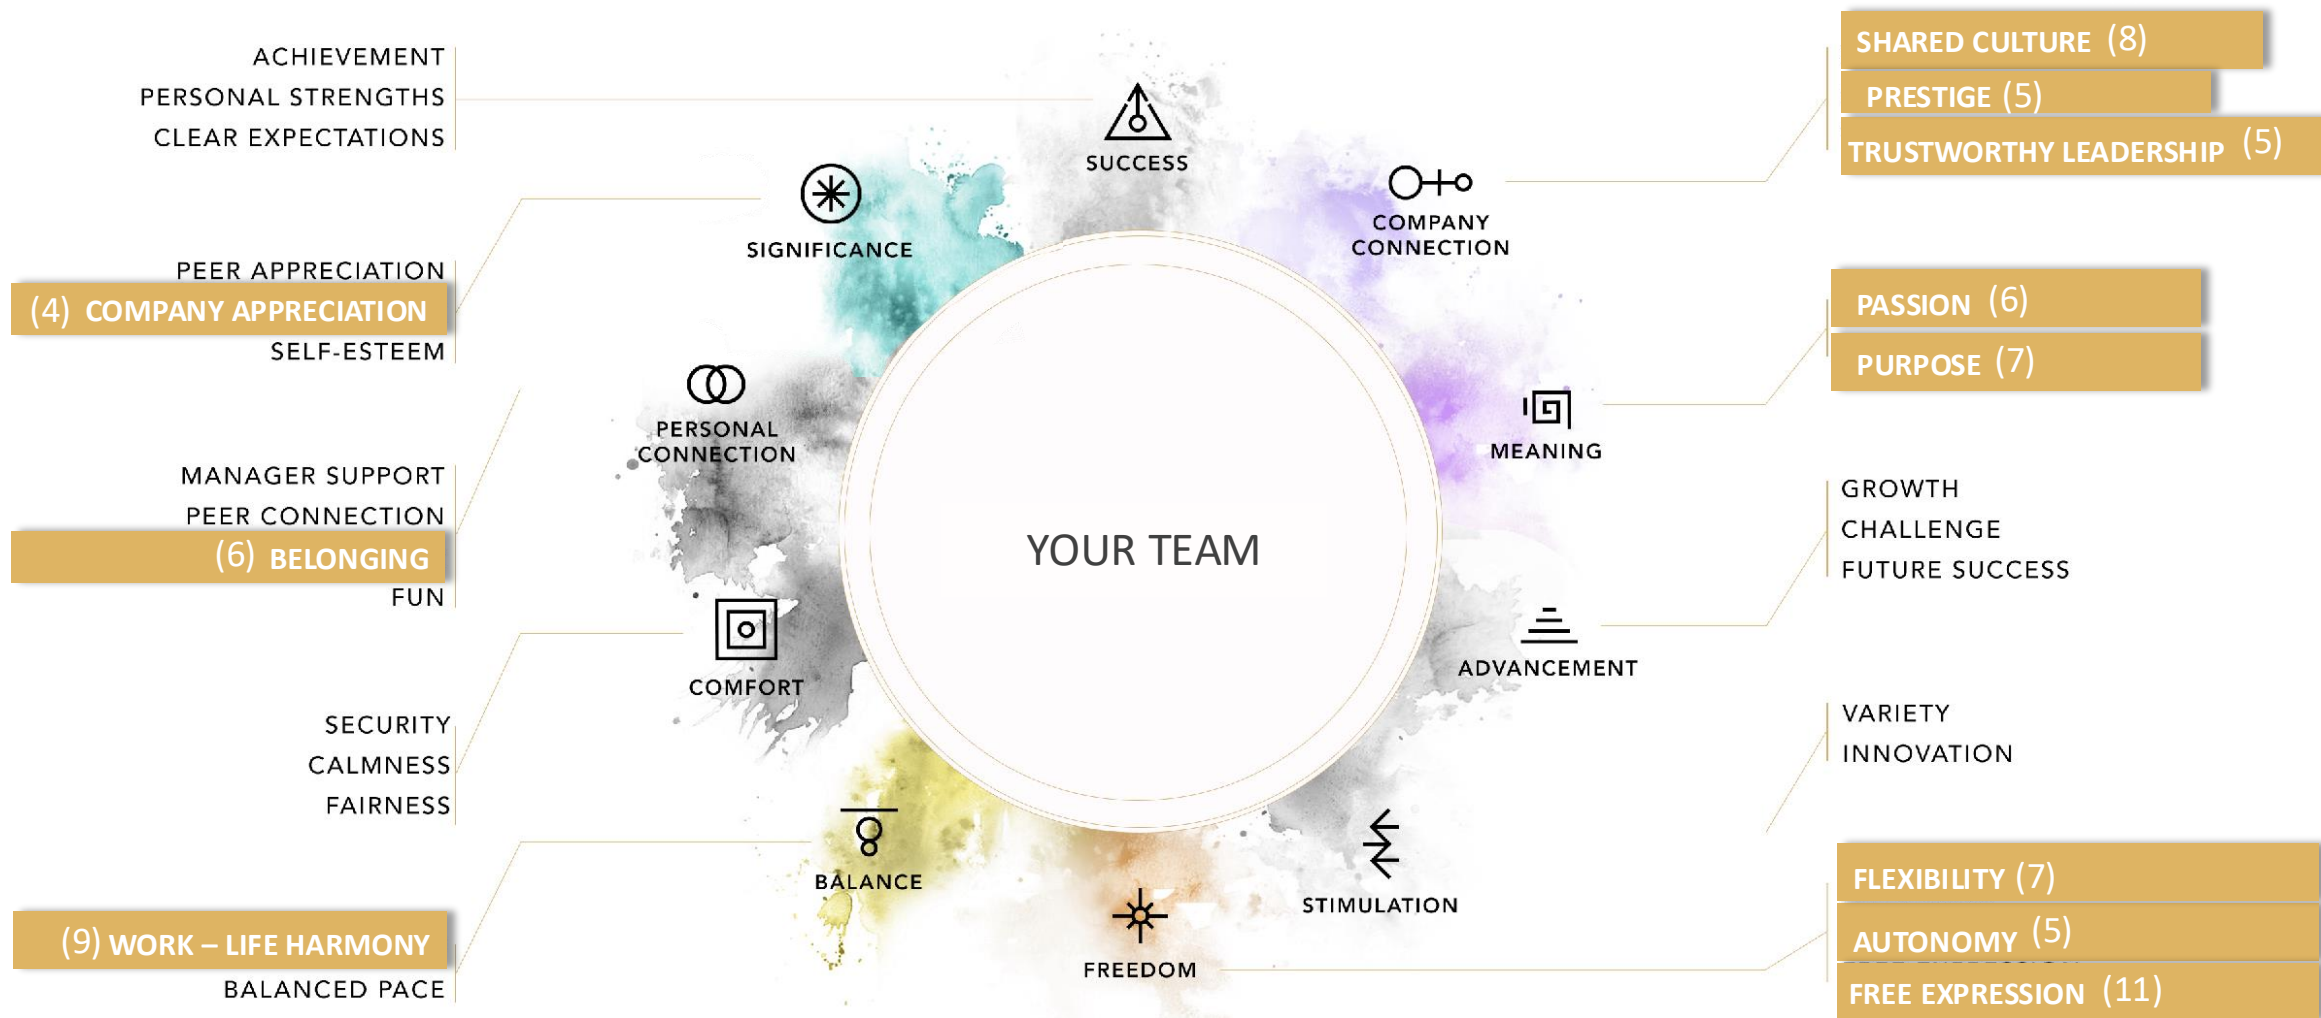 ACHIEVEMENT
PERSONAL STRENGTHS
CLEAR EXPECTATIONS
SUCCESS
SHARED CULTURE (8)
PRESTIGE (5)
TRUSTWORTHY LEADERSHIP (5)
COMPANY
CONNECTION
SIGNIFICANCE
PEER APPRECIATION
(4) COMPANY APPRECIATION
SELF-ESTEEM
PASSION (6)
PURPOSE (7)
MEANING
PERSONAL
CONNECTION
MANAGER SUPPORT
PEER CONNECTION
(6) BELONGING
FUN
YOUR TEAM
GROWTH
CHALLENGE
FUTURE SUCCESS
ADVANCEMENT
COMFORT
SECURITY
CALMNESS
FAIRNESS
VARIETY
INNOVATION
STIMULATION
BALANCE
(9) WORK – LIFE HARMONY
BALANCED PACE
FREEDOM
FLEXIBILITY (7)
AUTONOMY (5)
FREE EXPRESSION (11)